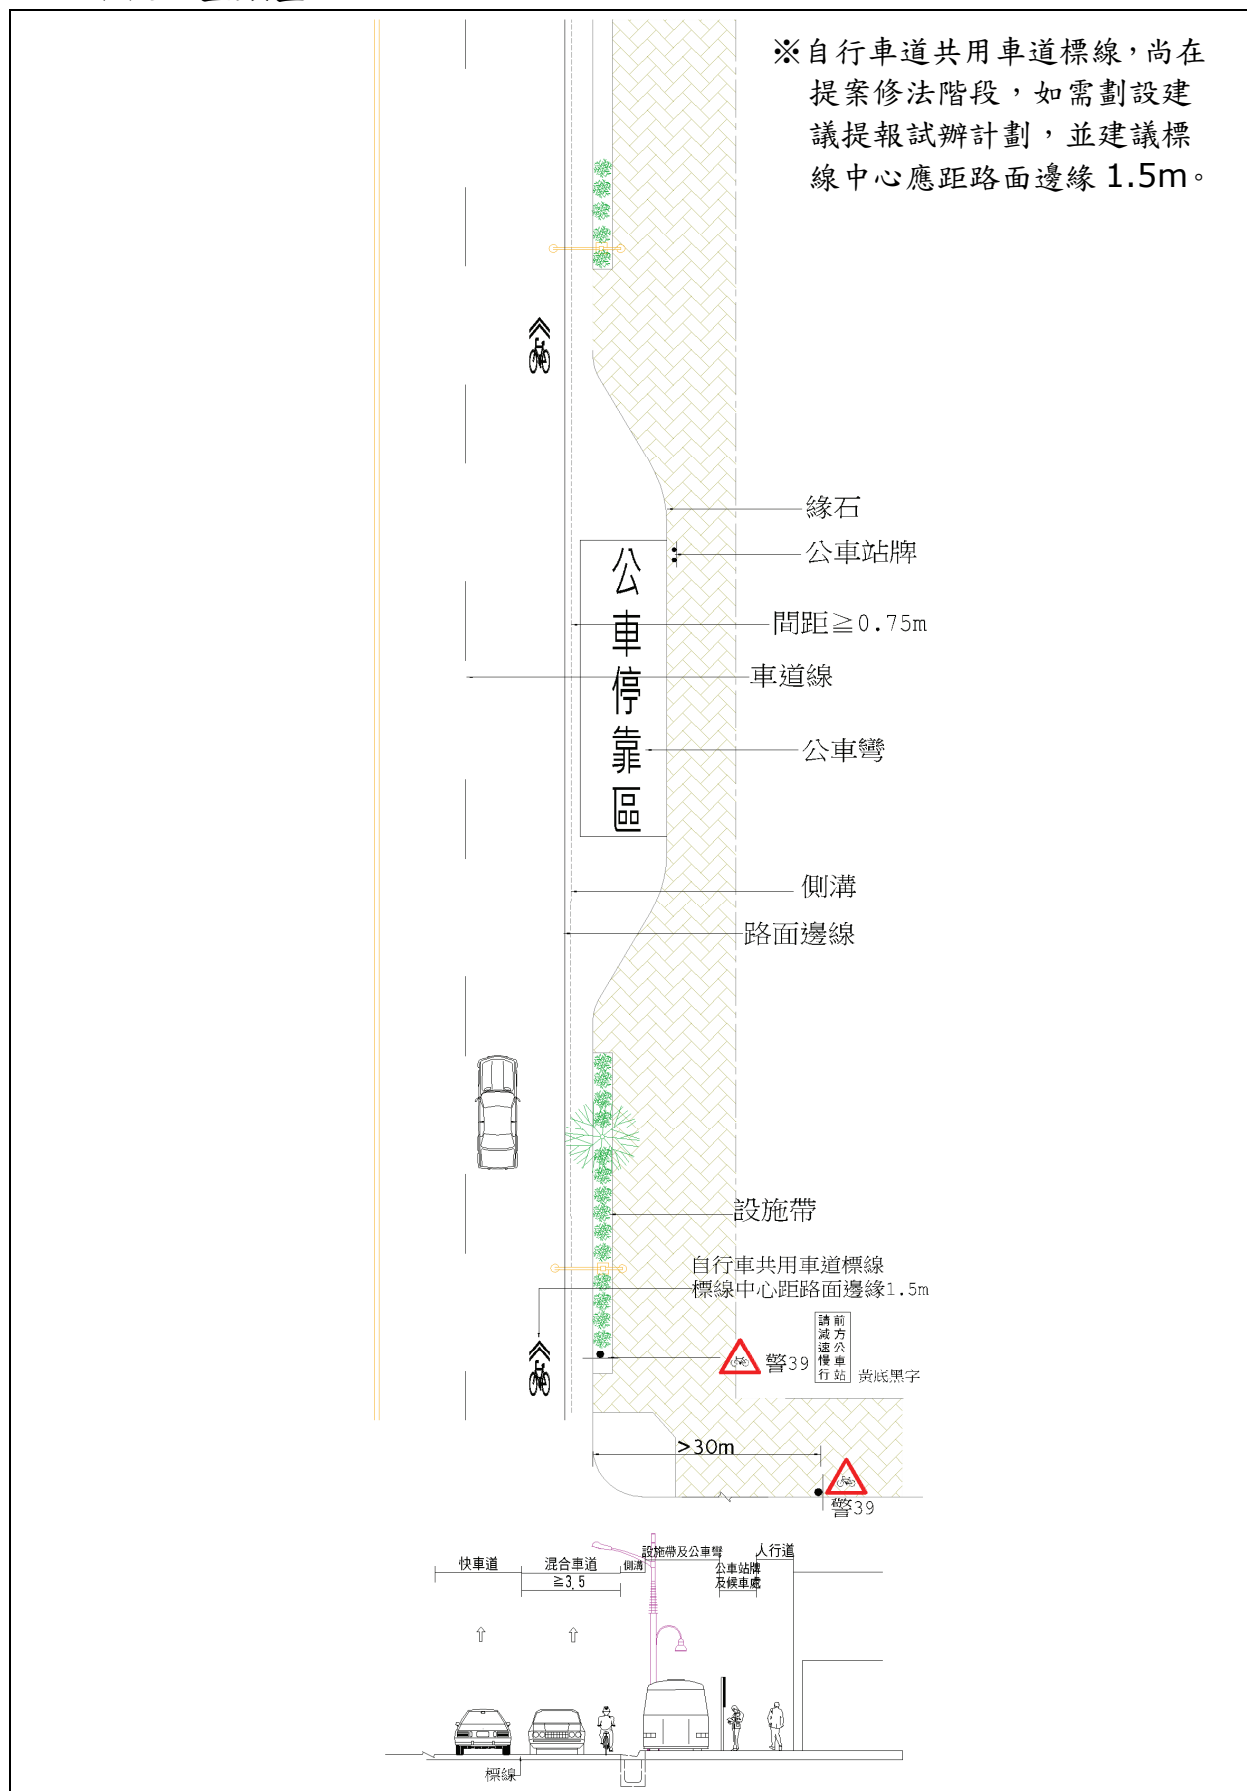 ※自行車道共用車道標線,尚在
提案修法階段,如需劃設建
議提報試辦計劃,並建議標
線中心應距路面邊緣 1.5m。
緣石
公車站牌
間距≧0.75m
車道線
公車停靠區
公車彎
側溝
路面邊線
設施帶
自行車共用車道標線
標線中心距路面邊緣1.5m
警39
前方公車站
請減速慢行
黃底黑字
>30m
警39
快車道
混合車道
≧3.5
側溝
設施帶及公車彎
公車站牌
及候車處
人行道
標線